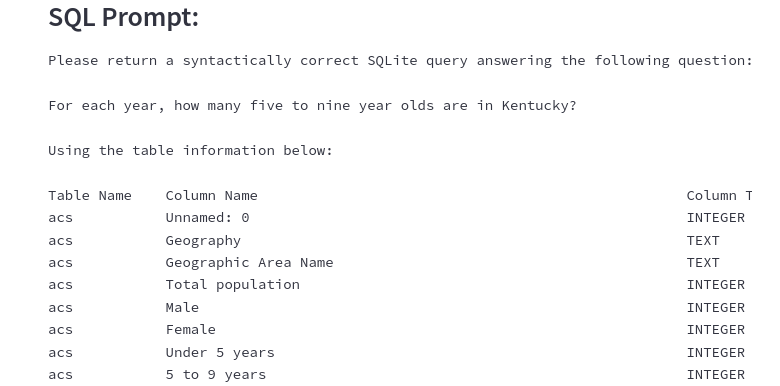 SQL Prompt:
Please return a syntactically correct SQLite query answering the following question:
For each year, how many five to nine year olds are in Kentucky?
Using the table information below:
Table Name Column Name Column T
acs Unnamed: 0 INTEGER
acs Geography TEXT
acs Geographic Area Name TEXT
acs Total population INTEGER
acs Male INTEGER
acs Female INTEGER
acs Under 5 years INTEGER
acs 5 to 9 years INTEGER